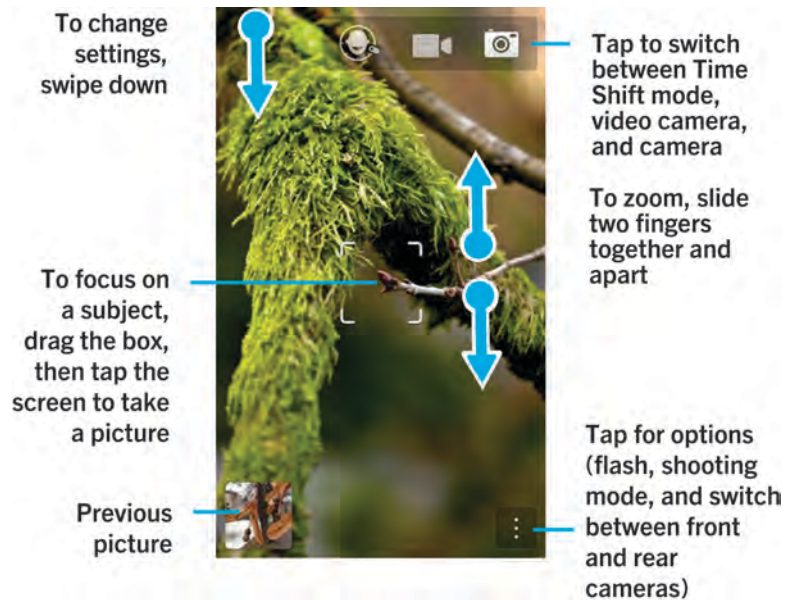 To change
settings,
swipe down
Tap to switch
between Time
Shift mode,
video camera,
and camera
To zoom, slide
two fingers
together and
apart
To focus on
a subject,
drag the box,
then tap the
screen to take
a picture
Previous
picture
Tap for options
(flash, shooting
mode, and switch
between front
and rear
cameras)